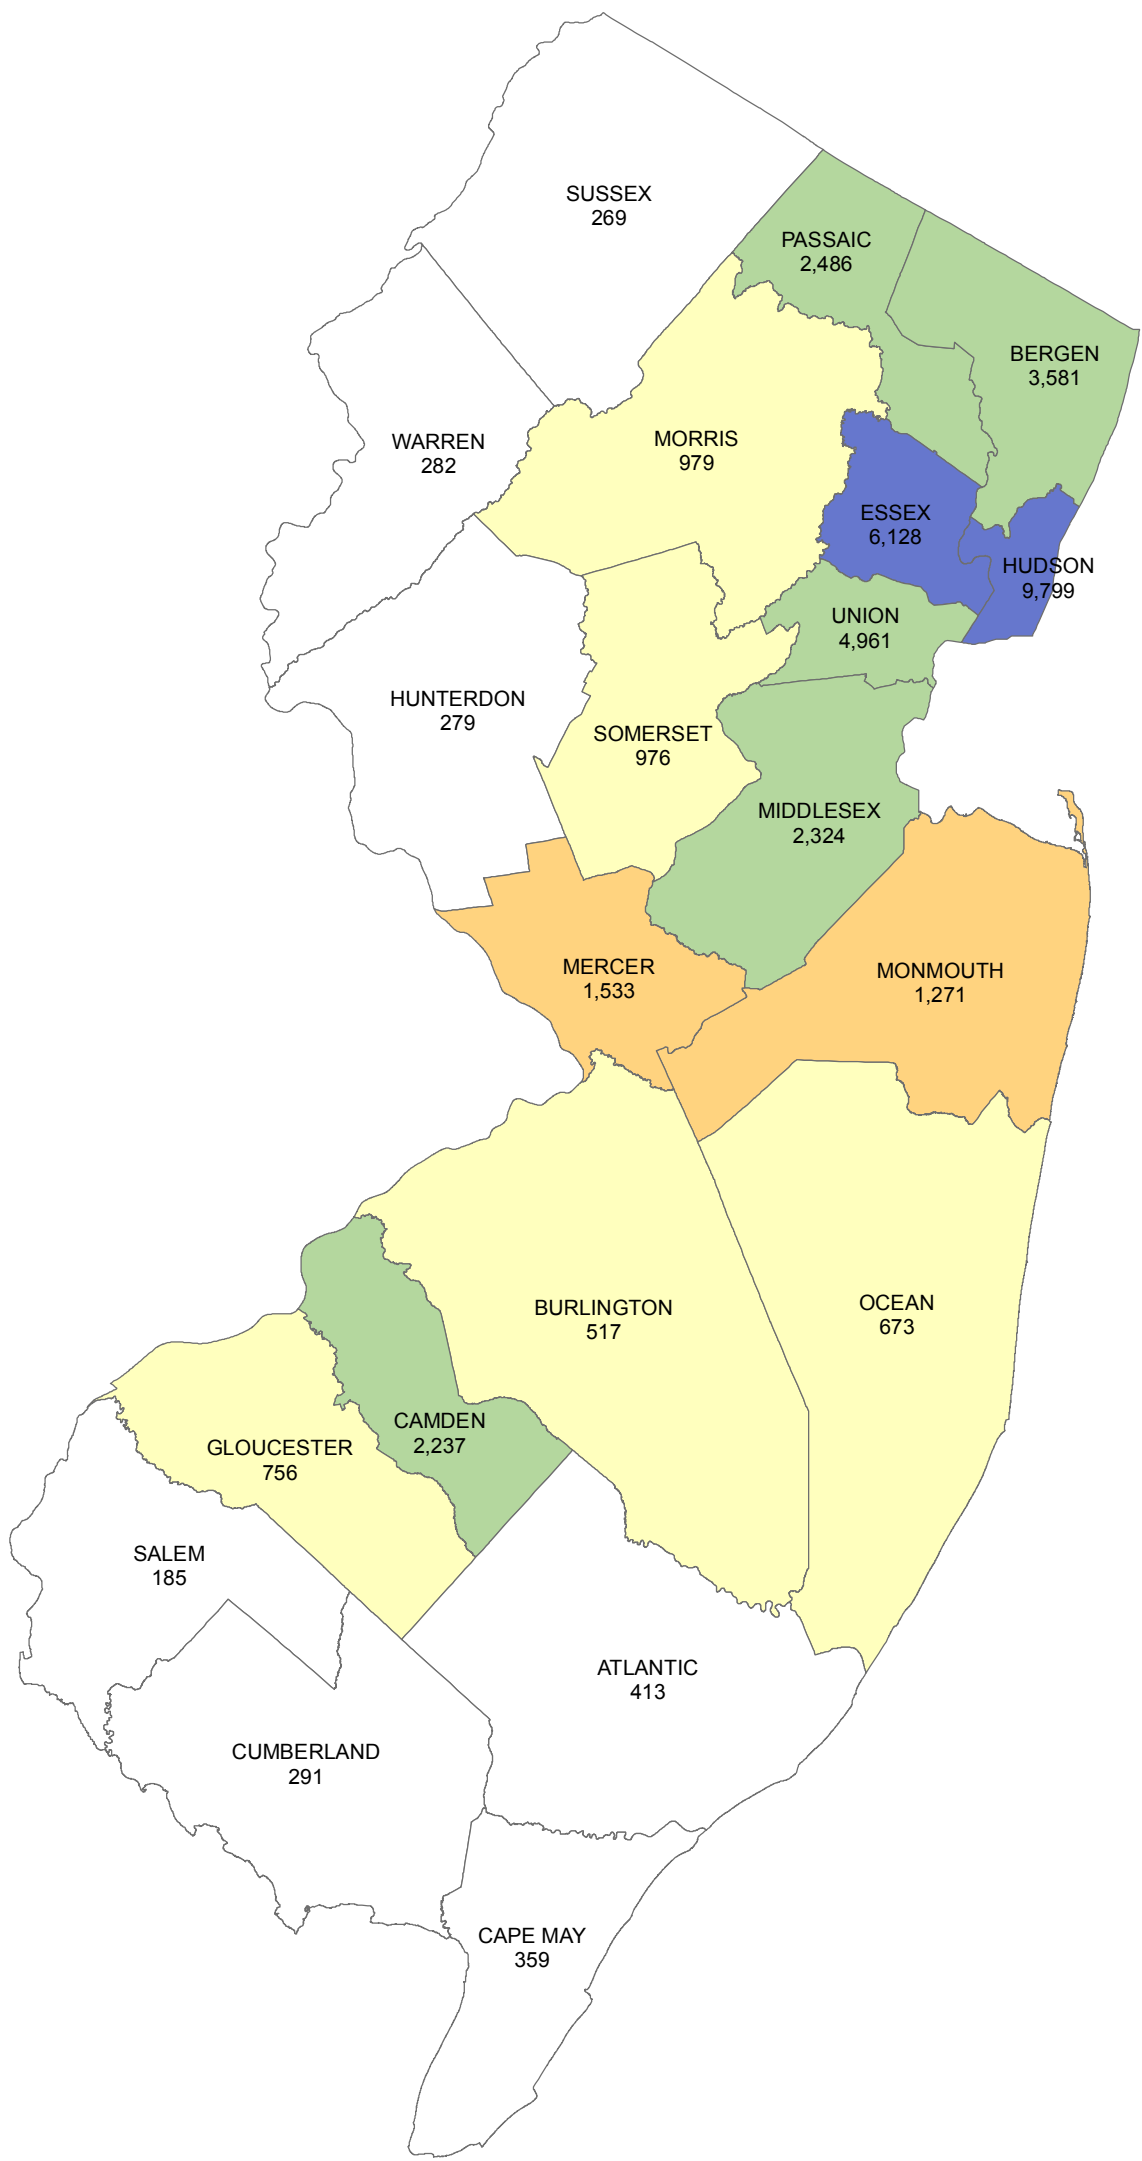 SUSSEX
269
PASSAIC
2,486
BERGEN
3,581
WARREN
282
MORRIS
979
ESSEX
6,128
HUDSON
9,799
UNION
4,961
HUNTERDON
279
SOMERSET
976
MIDDLESEX
2,324
MERCER
1,533
MONMOUTH
1,271
BURLINGTON
517
OCEAN
673
CAMDEN
2,237
GLOUCESTER
756
SALEM
185
ATLANTIC
413
CUMBERLAND
291
CAPE MAY
359